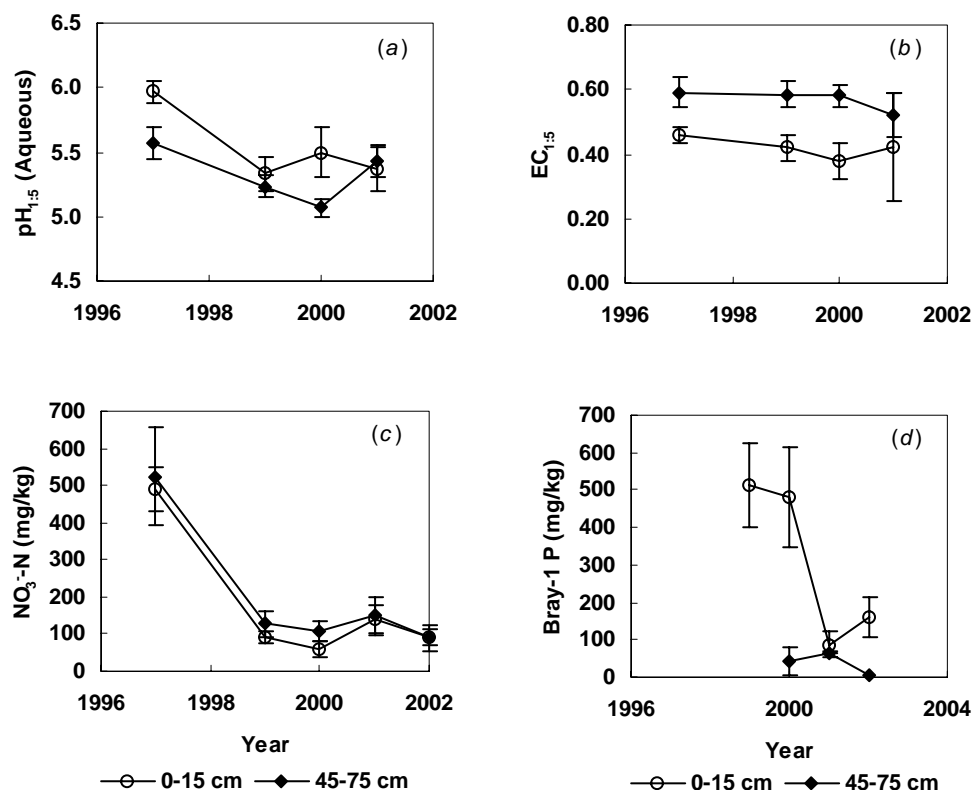 (a)
pH1:5 (Aqueous)
6.5
6.0
5.5
5.0
4.5
1996 1998 2000 2002
(b)
EC1:5
0.80
0.60
0.40
0.20
0.00
1996 1998 2000 2002
(c)
NO3--N (mg/kg)
700
600
500
400
300
200
100
0
1996 1998 2000 2002
Year
0-15 cm 45-75 cm
(d)
Bray-1 P (mg/kg)
700
600
500
400
300
200
100
0
1996 2000 2004
Year
0-15 cm 45-75 cm